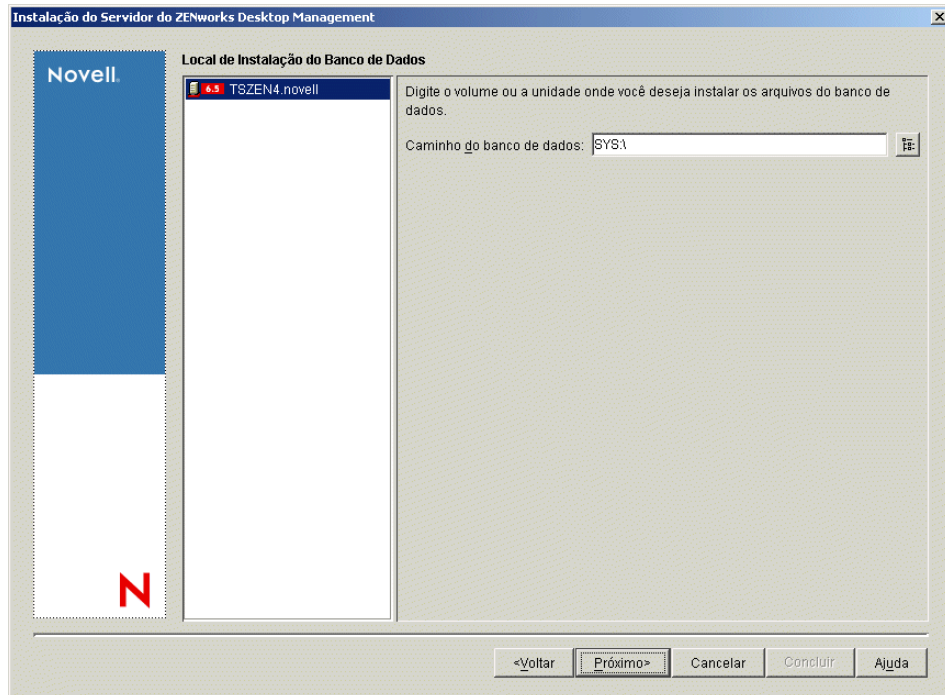 Instalação do Servidor do ZENworks Desktop Management
Novell.
Local de Instalação do Banco de Dados
6.5 TSZEN4.novell
Digite o volume ou a unidade onde você deseja instalar os arquivos do banco de
dados.
Caminho do banco de dados: SYS:\
N
<Voltar Próximo> Cancelar Concluir Ajuda